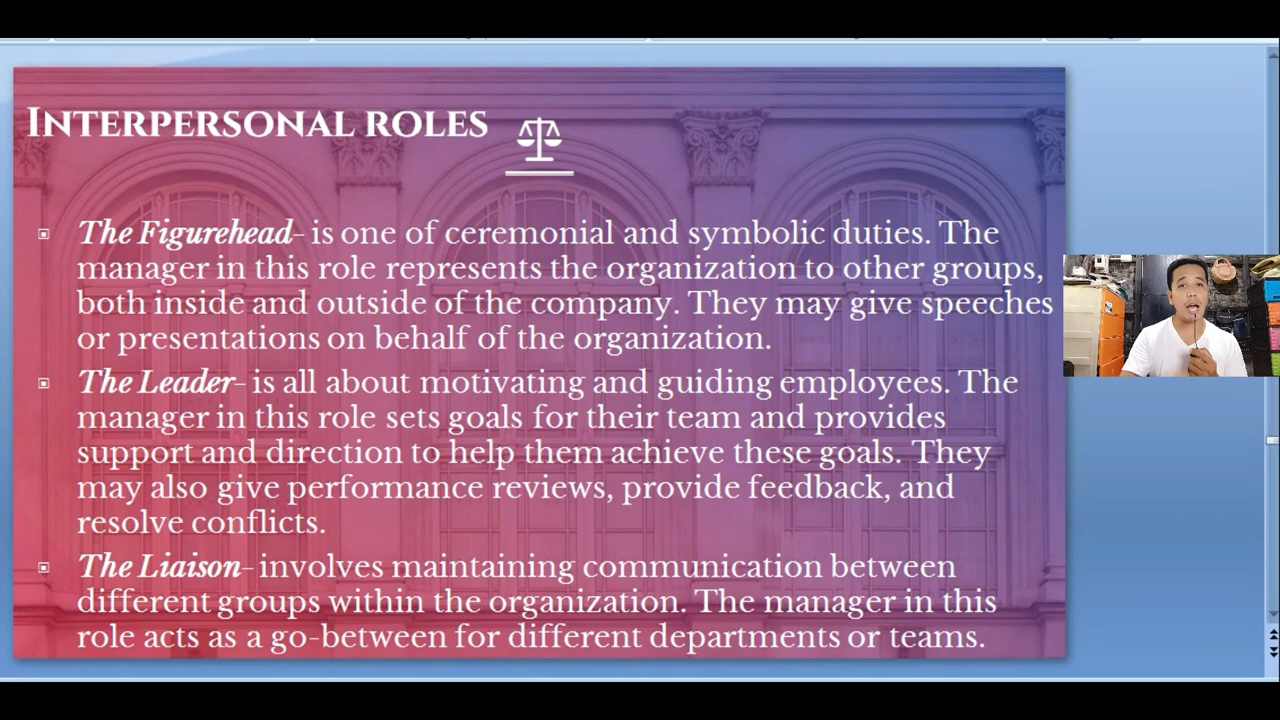 INTERPERSONAL ROLES
The Figurehead- is one of ceremonial and symbolic duties. The
manager in this role represents the organization to other groups,
both inside and outside of the company. They may give speeches
or presentations on behalf of the organization.
The Leader- is all about motivating and guiding employees. The
manager in this role sets goals for their team and provides
support and direction to help them achieve these goals. They
may also give performance reviews, provide feedback, and
resolve conflicts.
The Liaison- involves maintaining communication between
different groups within the organization. The manager in this
role acts as a go-between for different departments or teams.